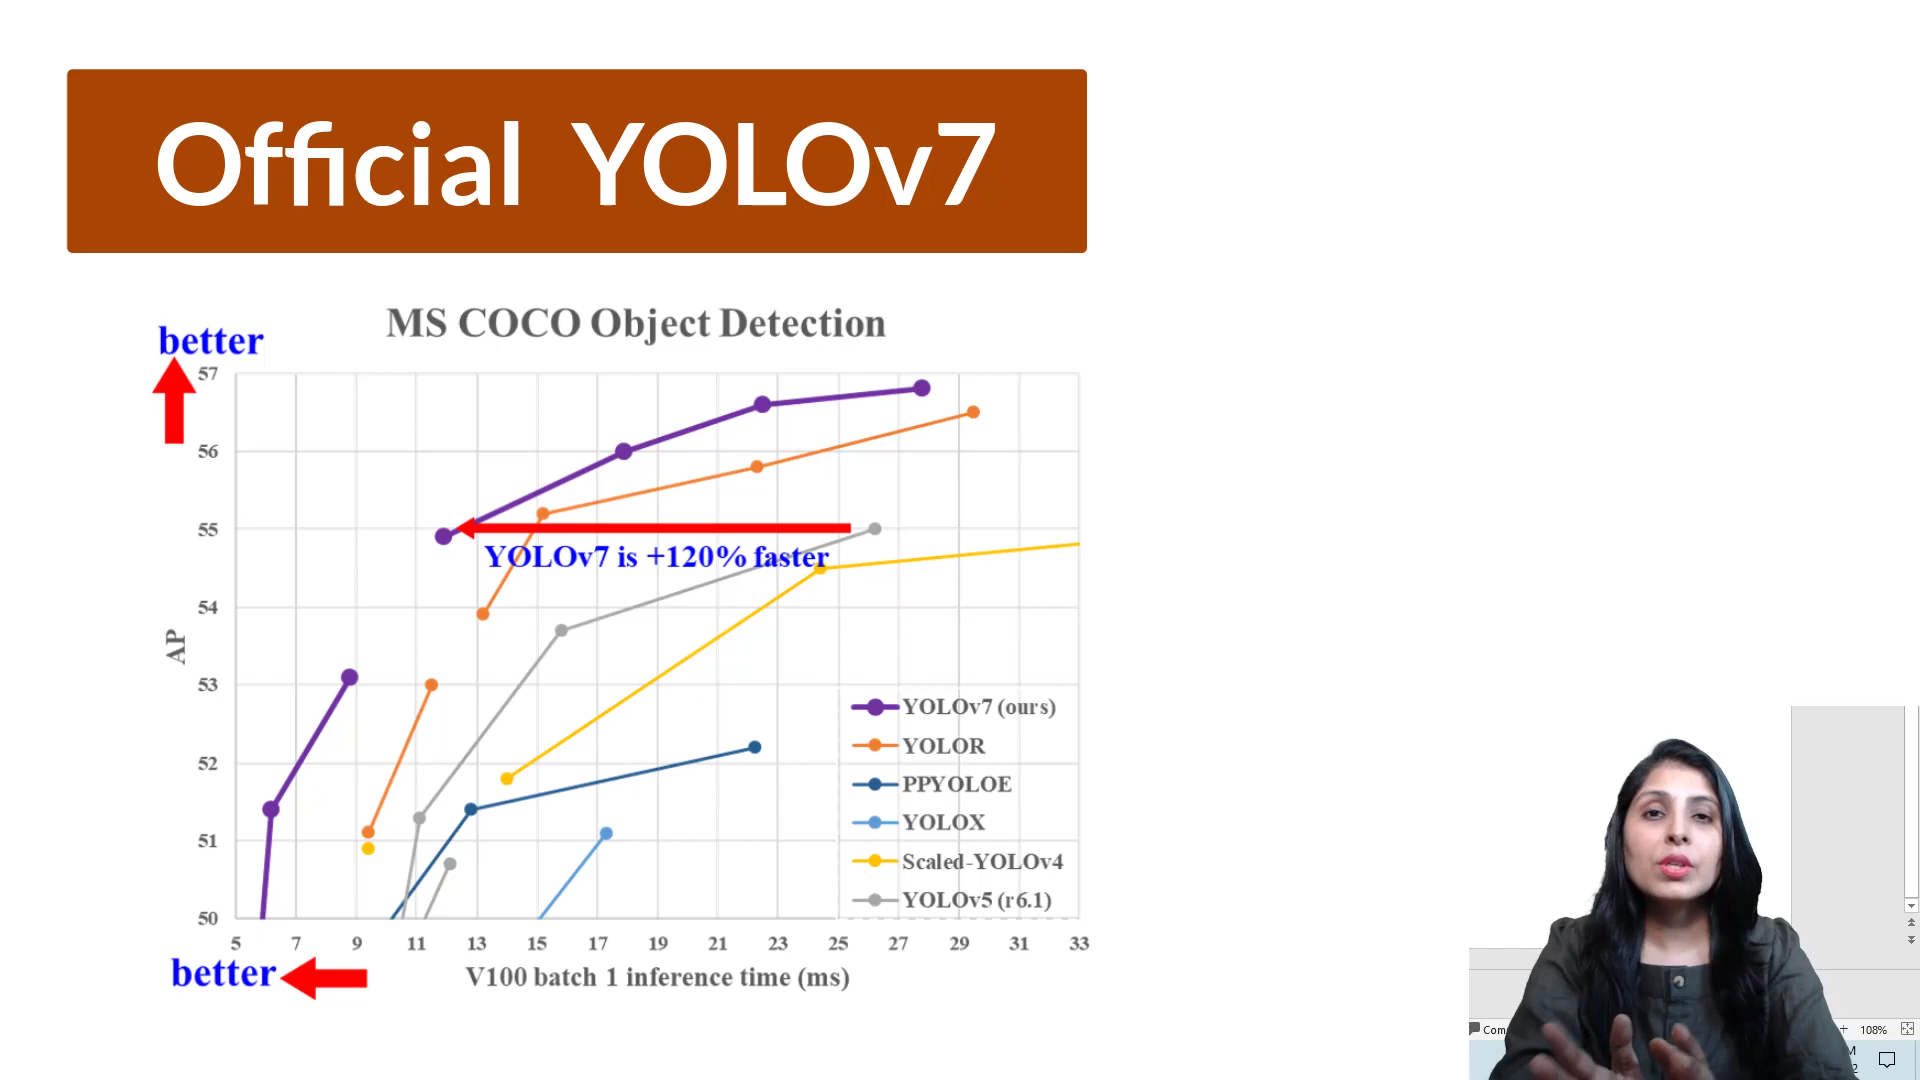 Official YOLOv7
MS COCO Object Detection
better
57
56
55
54
53
52
51
50
AP
YOLOv7 is +120% faster
YOLOv7 (ours)
YOLOR
PPYOLOE
YOLOX
Scaled-YOLOv4
YOLOv5 (r6.1)
5 7 9 11 13 15 17 19 21 23 25 27 29 31 33
better
V100 batch 1 inference time (ms)
108%